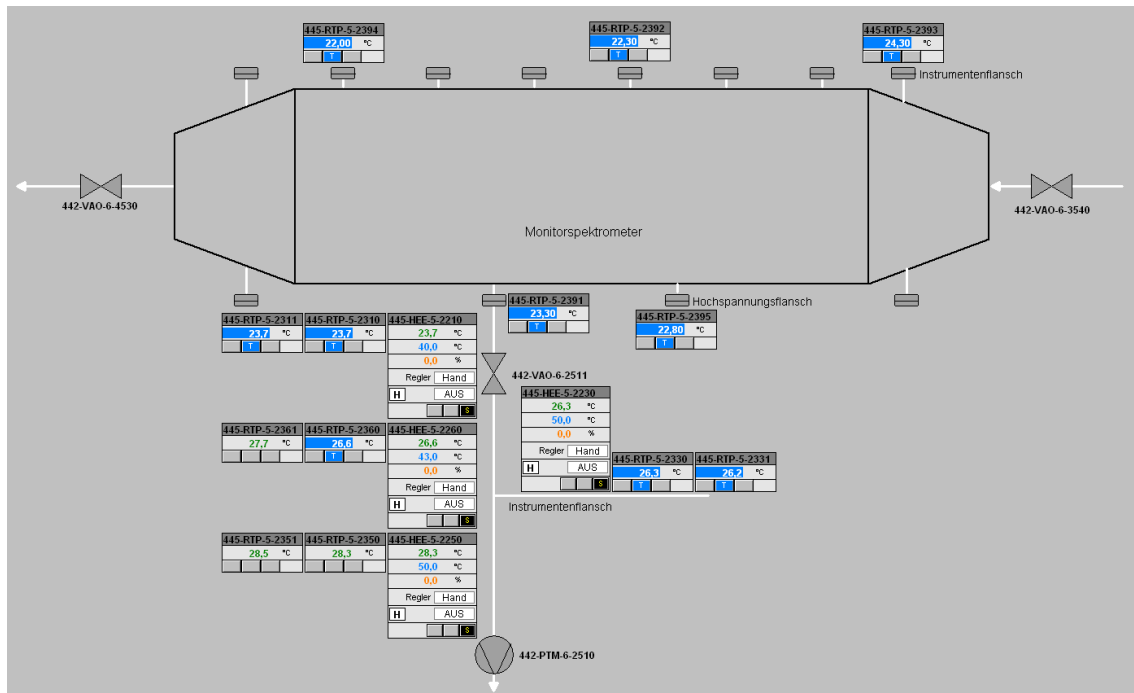 445-RTP-5-2394
22,00 °C
T
445-RTP-5-2392
22,30 °C
T
445-RTP-5-2393
24,30 °C
T
Instrumentenflansch
442-VAO-6-4530
442-VAO-6-3540
Monitorspektrometer
445-RTP-5-2391
23,30 °C
T
Hochspannungsflansch
445-RTP-5-2395
22,80 °C
T
445-RTP-5-2311
23,7 °C
T
445-RTP-5-2310
23,7 °C
T
445-HEE-5-2210
23,7 °C
40,0 °C
0,0 %
Regler Hand
H AUS
S
442-VAO-6-2511
445-HEE-5-2230
26,3 °C
50,0 °C
0,0 %
Regler Hand
H AUS
S
445-RTP-5-2330
26,3 °C
T
445-RTP-5-2331
26,2 °C
T
Instrumentenflansch
445-RTP-5-2361
27,7 °C
445-RTP-5-2360
26,6 °C
T
445-HEE-5-2260
26,6 °C
43,0 °C
0,0 %
Regler Hand
H AUS
S
445-RTP-5-2351
28,5 °C
445-RTP-5-2350
28,3 °C
445-HEE-5-2250
28,3 °C
50,0 °C
0,0 %
Regler Hand
H AUS
S
442-PTM-6-2510